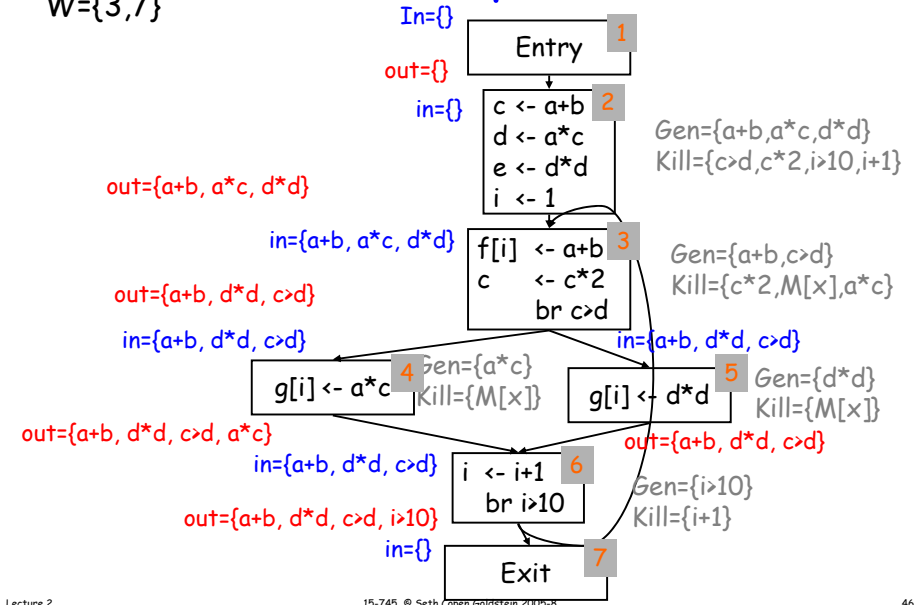 W={3,7}
In={}
1
Entry
out={}
in={}
2
c <- a+b
d <- a*c
e <- d*d
i <- 1
Gen={a+b,a*c,d*d}
Kill={c>d,c*2,i>10,i+1}
out={a+b, a*c, d*d}
in={a+b, a*c, d*d}
3
f[i] <- a+b
c <- c*2
br c>d
Gen={a+b,c>d}
Kill={c*2,M[x],a*c}
out={a+b, d*d, c>d}
in={a+b, d*d, c>d}
in={a+b, d*d, c>d}
4
g[i] <- a*c
Gen={a*c}
Kill={M[x]}
5
g[i] <- d*d
Gen={d*d}
Kill={M[x]}
out={a+b, d*d, c>d, a*c}
out={a+b, d*d, c>d}
in={a+b, d*d, c>d}
6
i <- i+1
br i>10
Gen={i>10}
Kill={i+1}
out={a+b, d*d, c>d, i>10}
in={}
7
Exit
Lecture 2
15-745 © Seth Copen Goldstein 2005-8
46